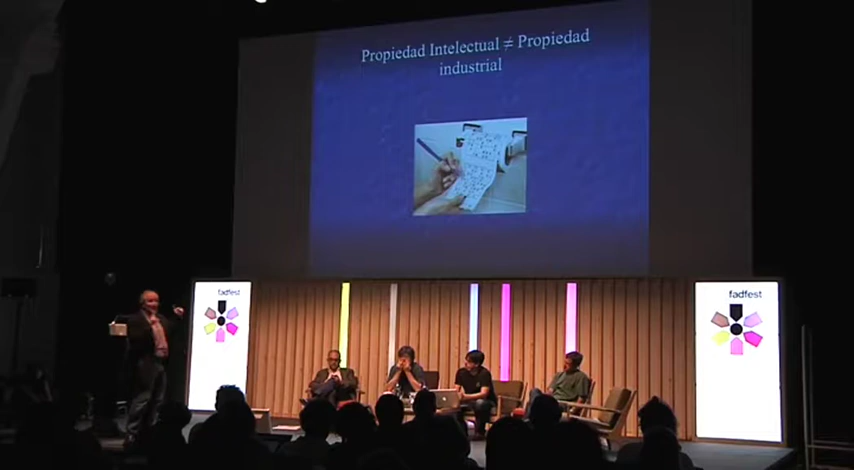 Propiedad Intelectual ≠ Propiedad
industrial
fadfest
fadfest